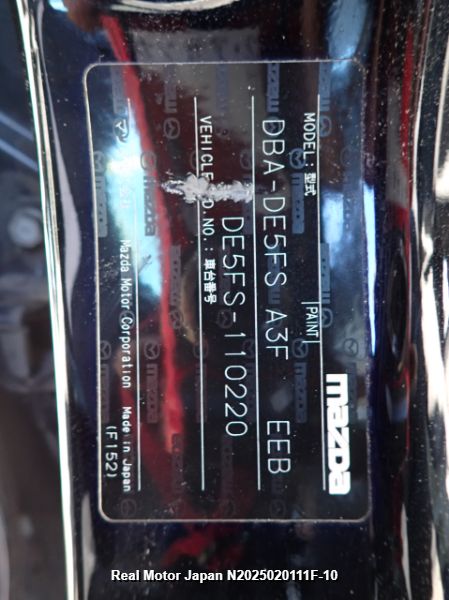 mazda
MODEL: 型式 PAINT
DBA-DE5FS A3F EEB
VEHICLE I.D. NO.: 車台番号
DE5FS-110220
Mazda Motor Corporation Made in Japan
(F152)
Real Motor Japan N2025020111F-10